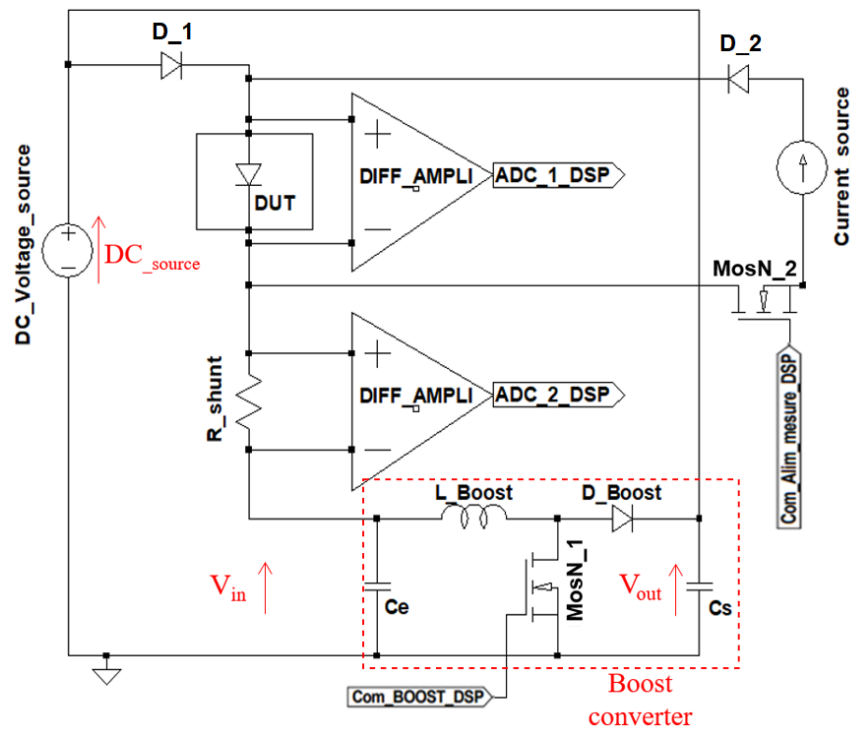 D_1
D_2
Current source
DIFF_AMPLI
ADC_1_DSP
DUT
DC_Voltage_source
DC_source
MosN_2
Com_Alim_mesure_DSP
R_shunt
DIFF_AMPLI
ADC_2_DSP
L_Boost
D_Boost
MosN_1
Vin
Ce
Vout
Cs
Com_BOOST_DSP
Boost
converter